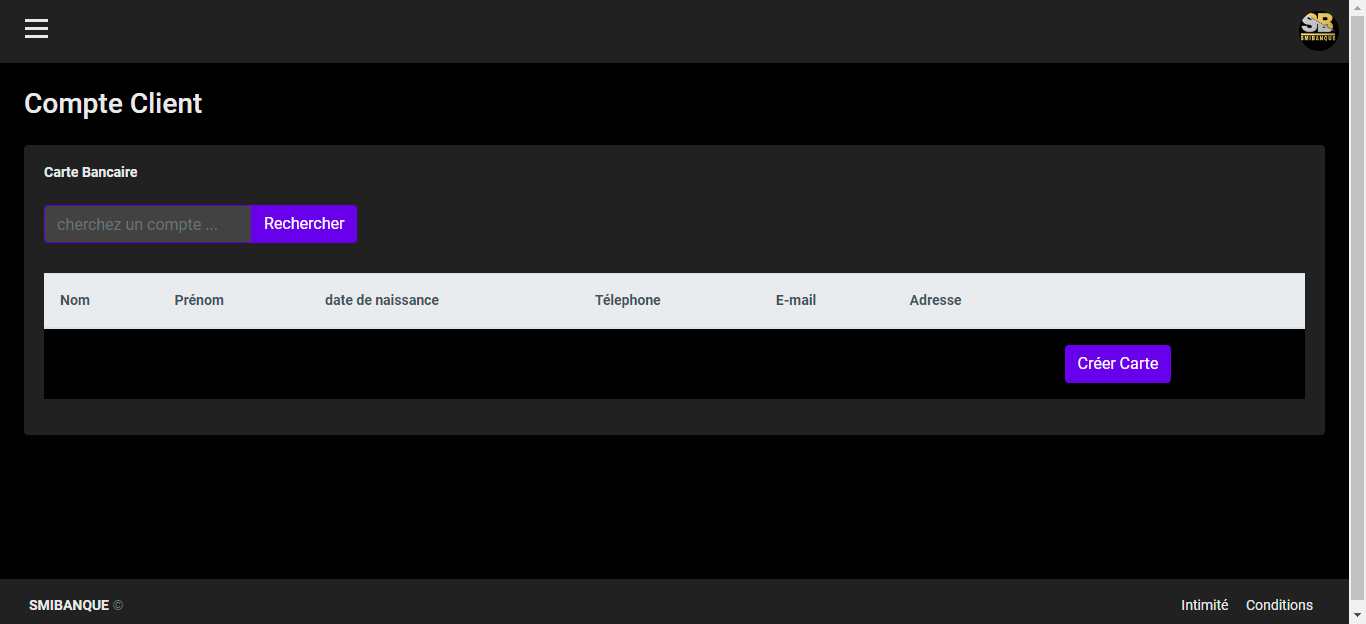 SB
SMIBANQUE
Compte Client
Carte Bancaire
cherchez un compte ... Rechercher
Nom Prénom date de naissance Télephone E-mail Adresse
Créer Carte
SMIBANQUE © Intimité Conditions